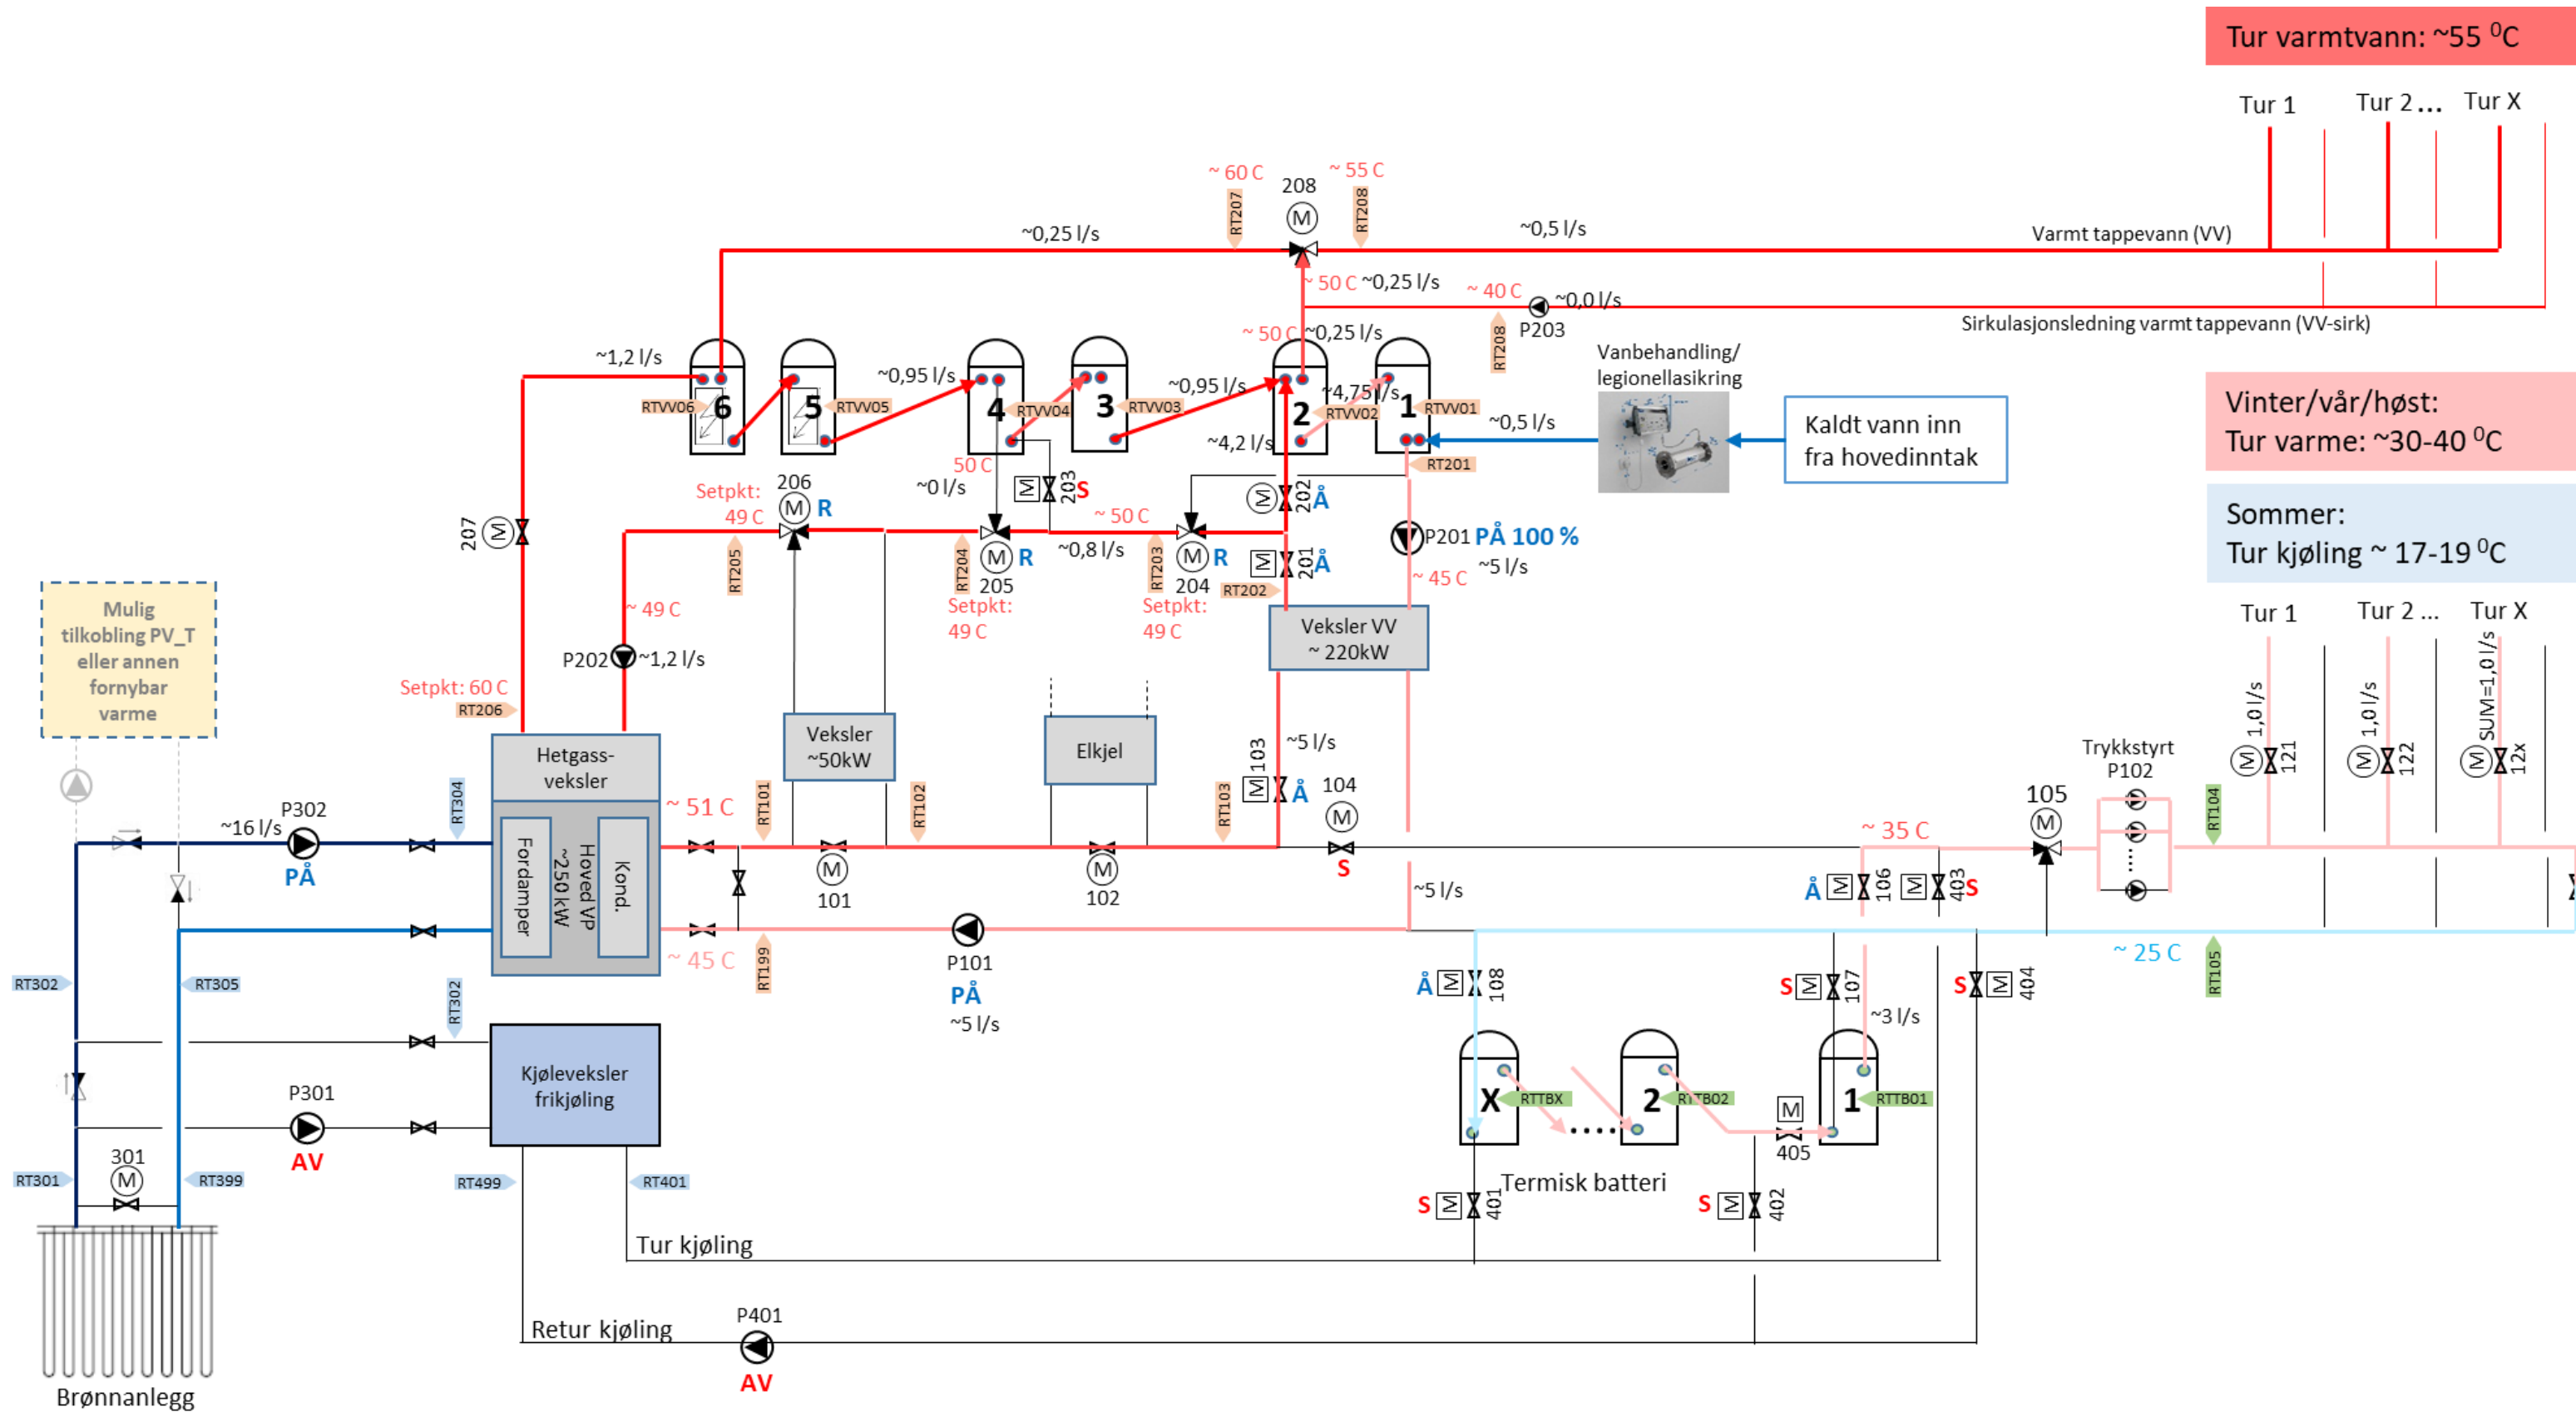 Tur varmtvann: ~55 ⁰C
Tur 1
Tur 2 ...
Tur X
~ 60 C
~ 55 C
208
RT207
M
RT208
~0,25 l/s
~0,5 l/s
Varmt tappevann (VV)
~ 50 C
~0,25 l/s
~ 40 C
~0,0 l/s
P203
RT208
Sirkulasjonsledning varmt tappevann (VV-sirk)
~ 50 C
~0,25 l/s
~1,2 l/s
~0,95 l/s
~0,95 l/s
~4,75 l/s
RTVV06
6
5
RTVV05
4
RTVV04
3
RTVV03
2
RTVV02
1
RTVV01
~4,2 l/s
~0,5 l/s
Vanbehandling/
legionellasikring
Kaldt vann inn
fra hovedinntak
Vinter/vår/høst:
Tur varme: ~30-40 ⁰C
Sommer:
Tur kjøling ~ 17-19 ⁰C
RT201
50 C
~0 l/s
M
203
S
M
202
Å
206
M
R
Setpkt:
49 C
207
M
RT205
RT204
M
R
205
Setpkt:
49 C
~ 50 C
~0,8 l/s
RT203
M
R
204
Setpkt:
49 C
M
201
Å
RT202
P201
PÅ 100 %
~5 l/s
~ 45 C
Veksler VV
~ 220kW
~ 49 C
P202
~1,2 l/s
Setpkt: 60 C
RT206
Mulig
tilkobling PV_T
eller annen
fornybar
varme
Hetgass-
veksler
Veksler
~50kW
Elkjel
103
M
Å
~5 l/s
104
M
S
Tur 1
Tur 2 ...
Tur X
1,0 l/s
1,0 l/s
SUM=1,0 l/s
M
121
M
122
M
12x
Trykkstyrt
P102
105
M
RT104
~ 35 C
~16 l/s
P302
PÅ
RT304
~ 51 C
RT101
RT102
RT103
M
101
M
102
Fordamper
Hoved VP
~250 kW
Kond.
~5 l/s
Å
M
106
M
403
S
~ 45 C
RT199
P101
PÅ
~5 l/s
~ 25 C
RT105
RT302
RT305
RT302
Å
M
108
S
M
107
S
M
404
~3 l/s
Kjøleveksler
frikjøling
P301
AV
X
RTTBX
2
RTTB02
M
405
1
RTTB01
301
M
RT301
RT399
RT499
RT401
Termisk batteri
S
M
401
S
M
402
Tur kjøling
Retur kjøling
P401
AV
Brønnanlegg